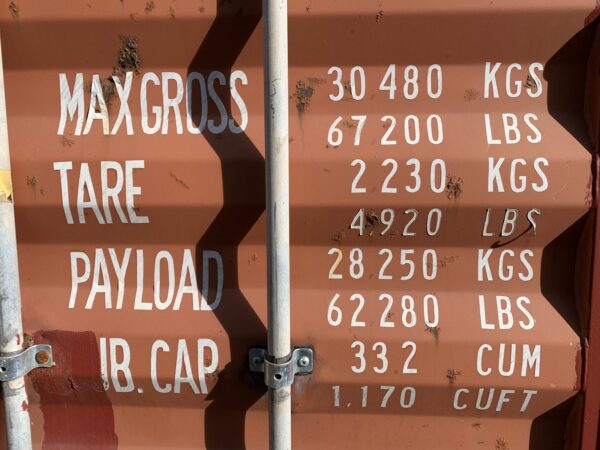 MAX GROSS 30 480 KGS
67 200 LBS
TARE 2 230 KGS
4,920 LBS
PAYLOAD 28 250 KGS
62 280 LBS
UB. CAP. 33 2 CUM
1,170 CUFT